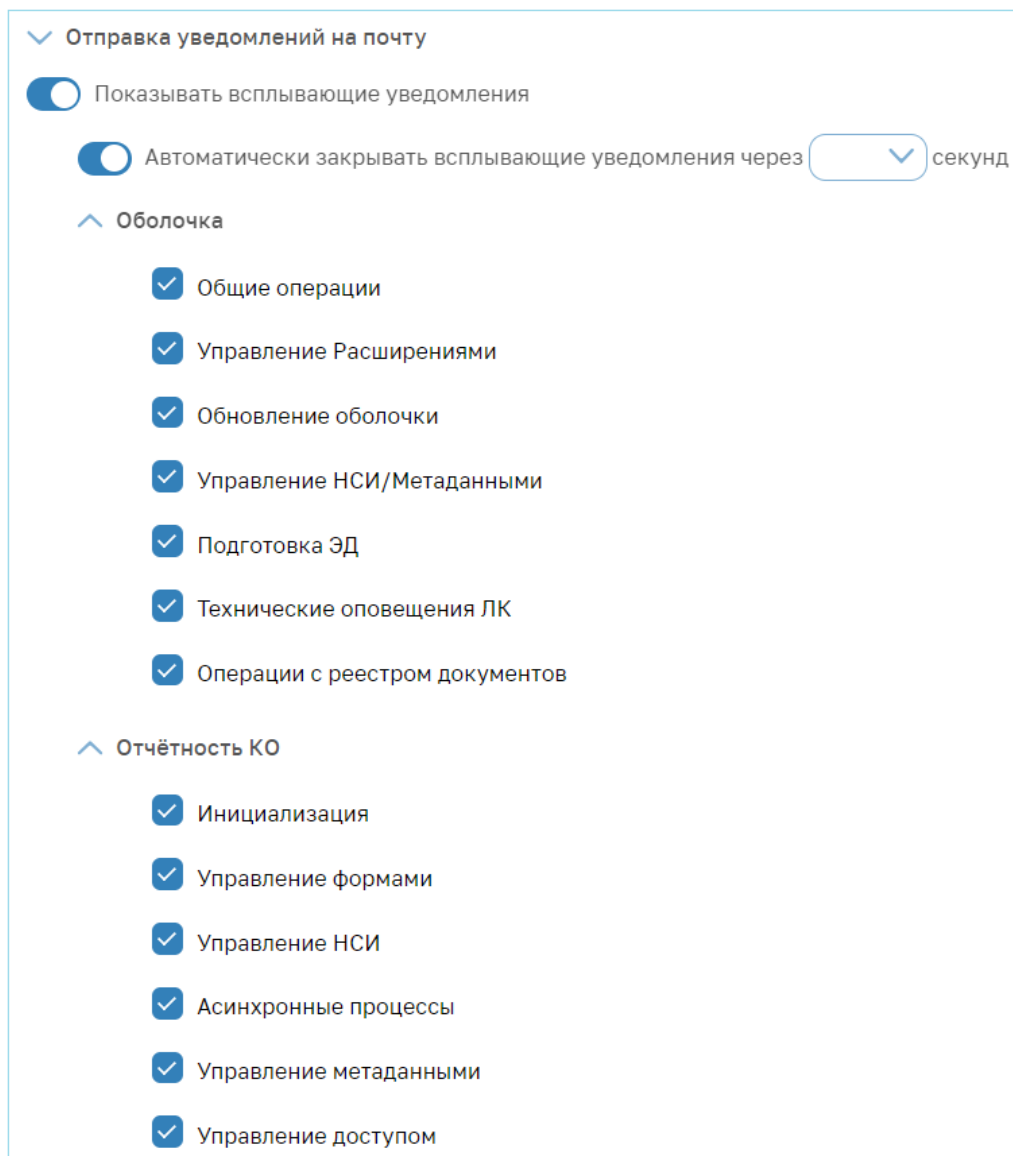 Отправка уведомлений на почту
Показывать всплывающие уведомления
Автоматически закрывать всплывающие уведомления через секунд
Оболочка
Общие операции
Управление Расширениями
Обновление оболочки
Управление НСИ/Метаданными
Подготовка ЭД
Технические оповещения ЛК
Операции с реестром документов
Отчётность КО
Инициализация
Управление формами
Управление НСИ
Асинхронные процессы
Управление метаданными
Управление доступом